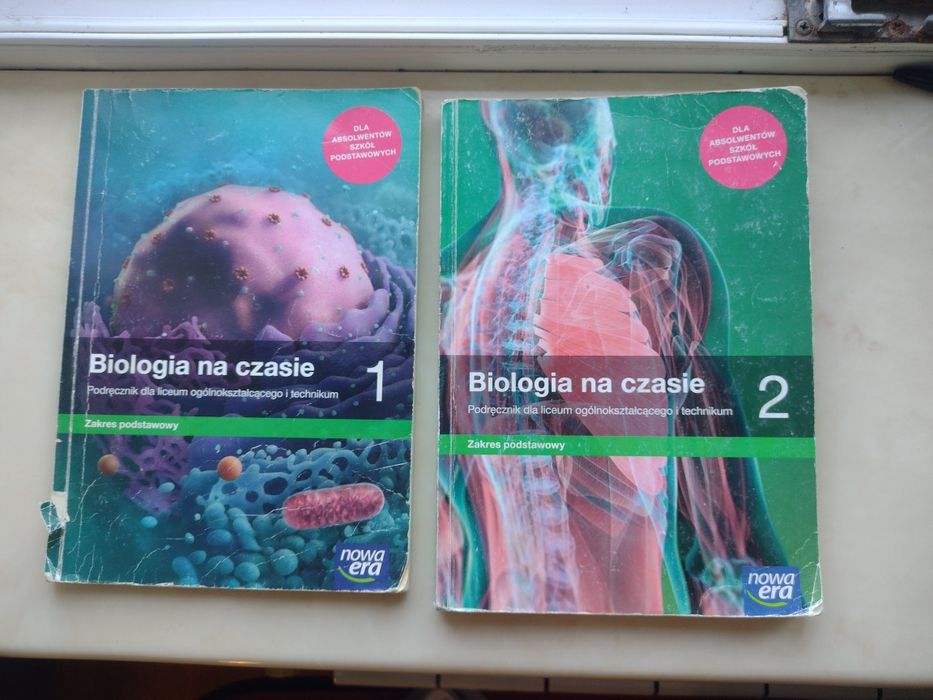 DLA
ABSOLWENTÓW
SZKÓŁ
PODSTAWOWYCH
Biologia na czasie 1
Podręcznik dla liceum ogólnokształcącego i technikum
Zakres podstawowy
nowa
era
DLA
ABSOLWENTÓW
SZKÓŁ
PODSTAWOWYCH
Biologia na czasie 2
Podręcznik dla liceum ogólnokształcącego i technikum
Zakres podstawowy
nowa
era